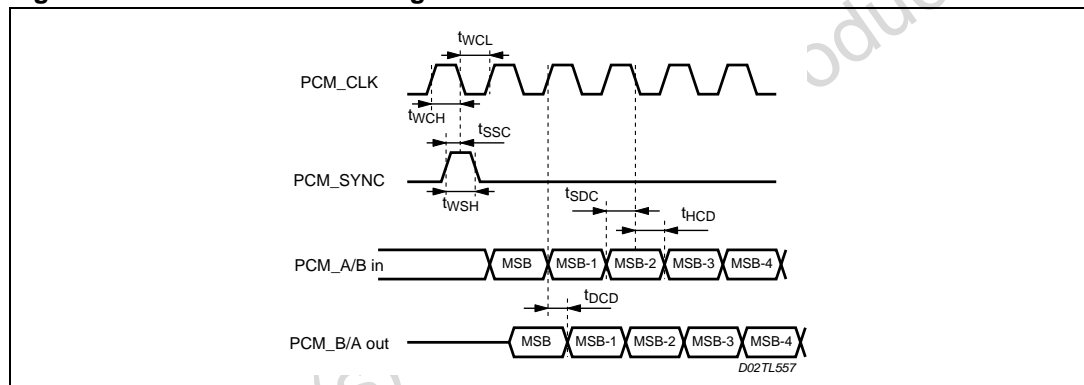 tWCL
PCM_CLK
tWCH
tSSC
PCM_SYNC
tWSH
tSDC
tHCD
PCM_A/B in
MSB MSB-1 MSB-2 MSB-3 MSB-4
tDCD
PCM_B/A out
MSB MSB-1 MSB-2 MSB-3 MSB-4
D02TL557